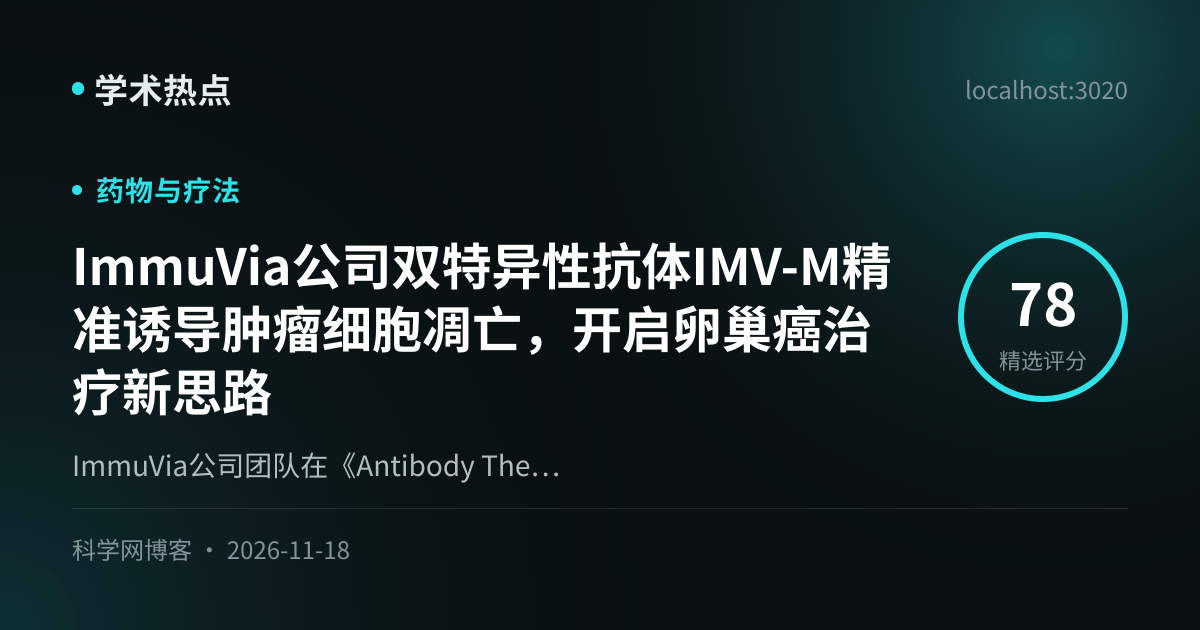 学术热点
localhost:3020
药物与疗法
ImmuVia公司双特异性抗体IMV-M精
准诱导肿瘤细胞凋亡，开启卵巢癌治
疗新思路
78
精选评分
ImmuVia公司团队在《Antibody The…
科学网博客 · 2026-11-18